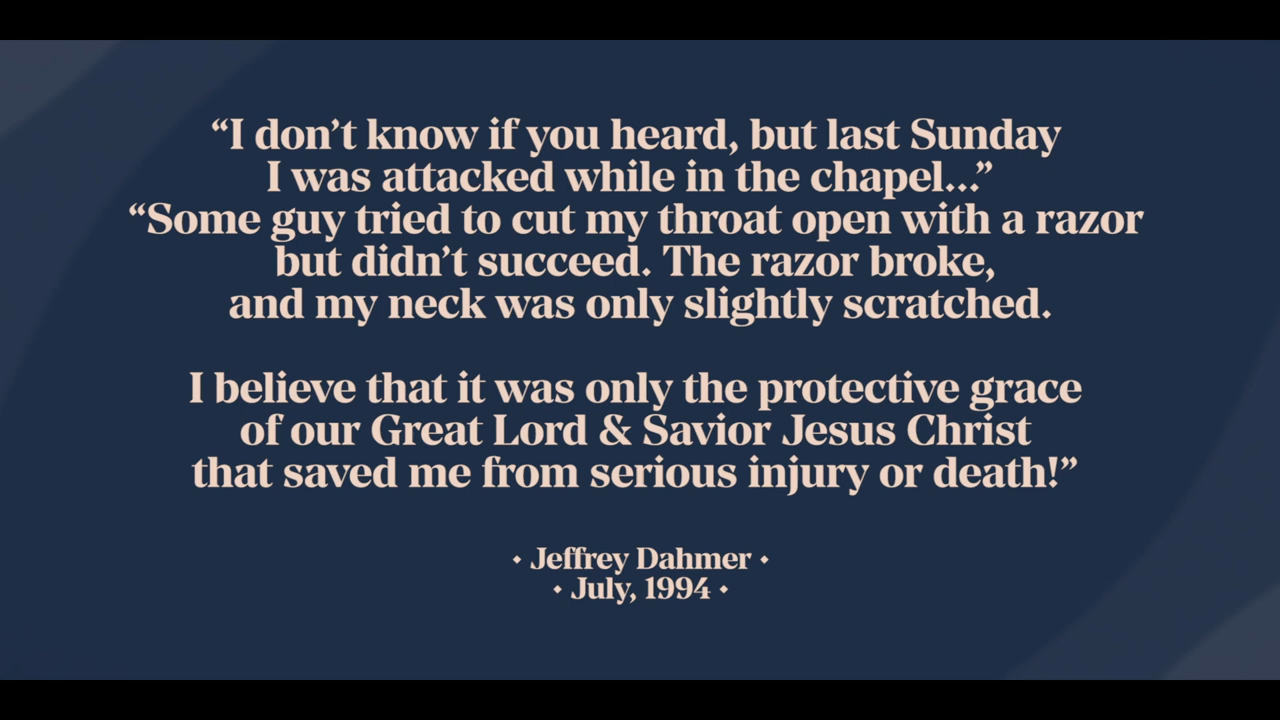 “I don’t know if you heard, but last Sunday
I was attacked while in the chapel...”
“Some guy tried to cut my throat open with a razor
but didn’t succeed. The razor broke,
and my neck was only slightly scratched.
I believe that it was only the protective grace
of our Great Lord & Savior Jesus Christ
that saved me from serious injury or death!”
• Jeffrey Dahmer •
• July, 1994 •